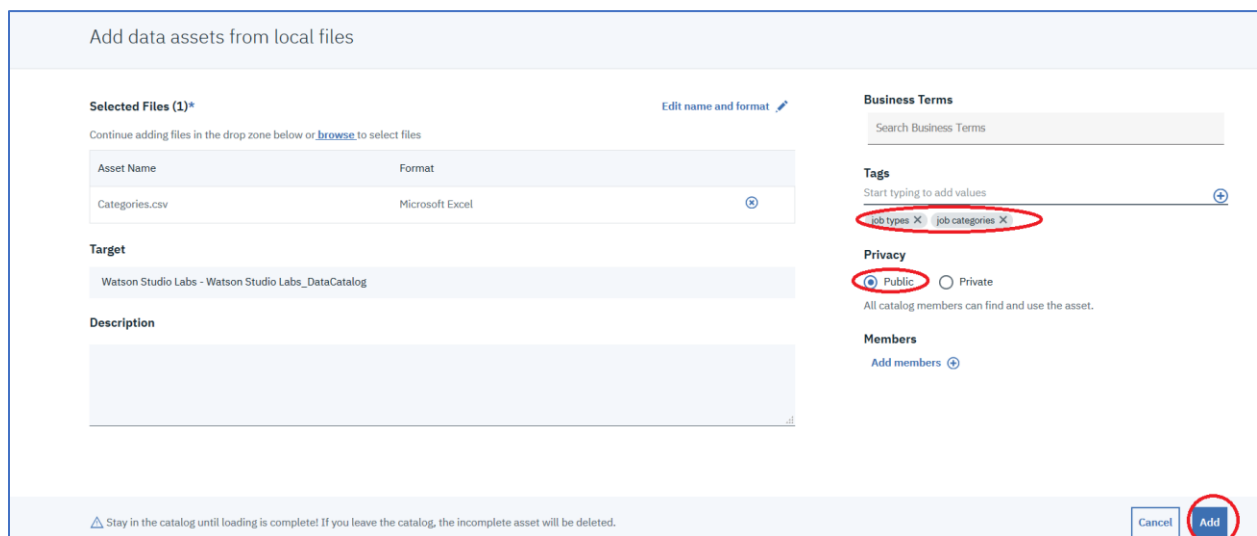 Add data assets from local files
Selected Files (1)*
Edit name and format
Continue adding files in the drop zone below or browse to select files
Asset Name Format
Categories.csv Microsoft Excel
Target
Watson Studio Labs - Watson Studio Labs_DataCatalog
Description
Business Terms
Search Business Terms
Tags
Start typing to add values
job types job categories
Privacy
Public Private
All catalog members can find and use the asset.
Members
Add members
Stay in the catalog until loading is complete! If you leave the catalog, the incomplete asset will be deleted.
Cancel Add